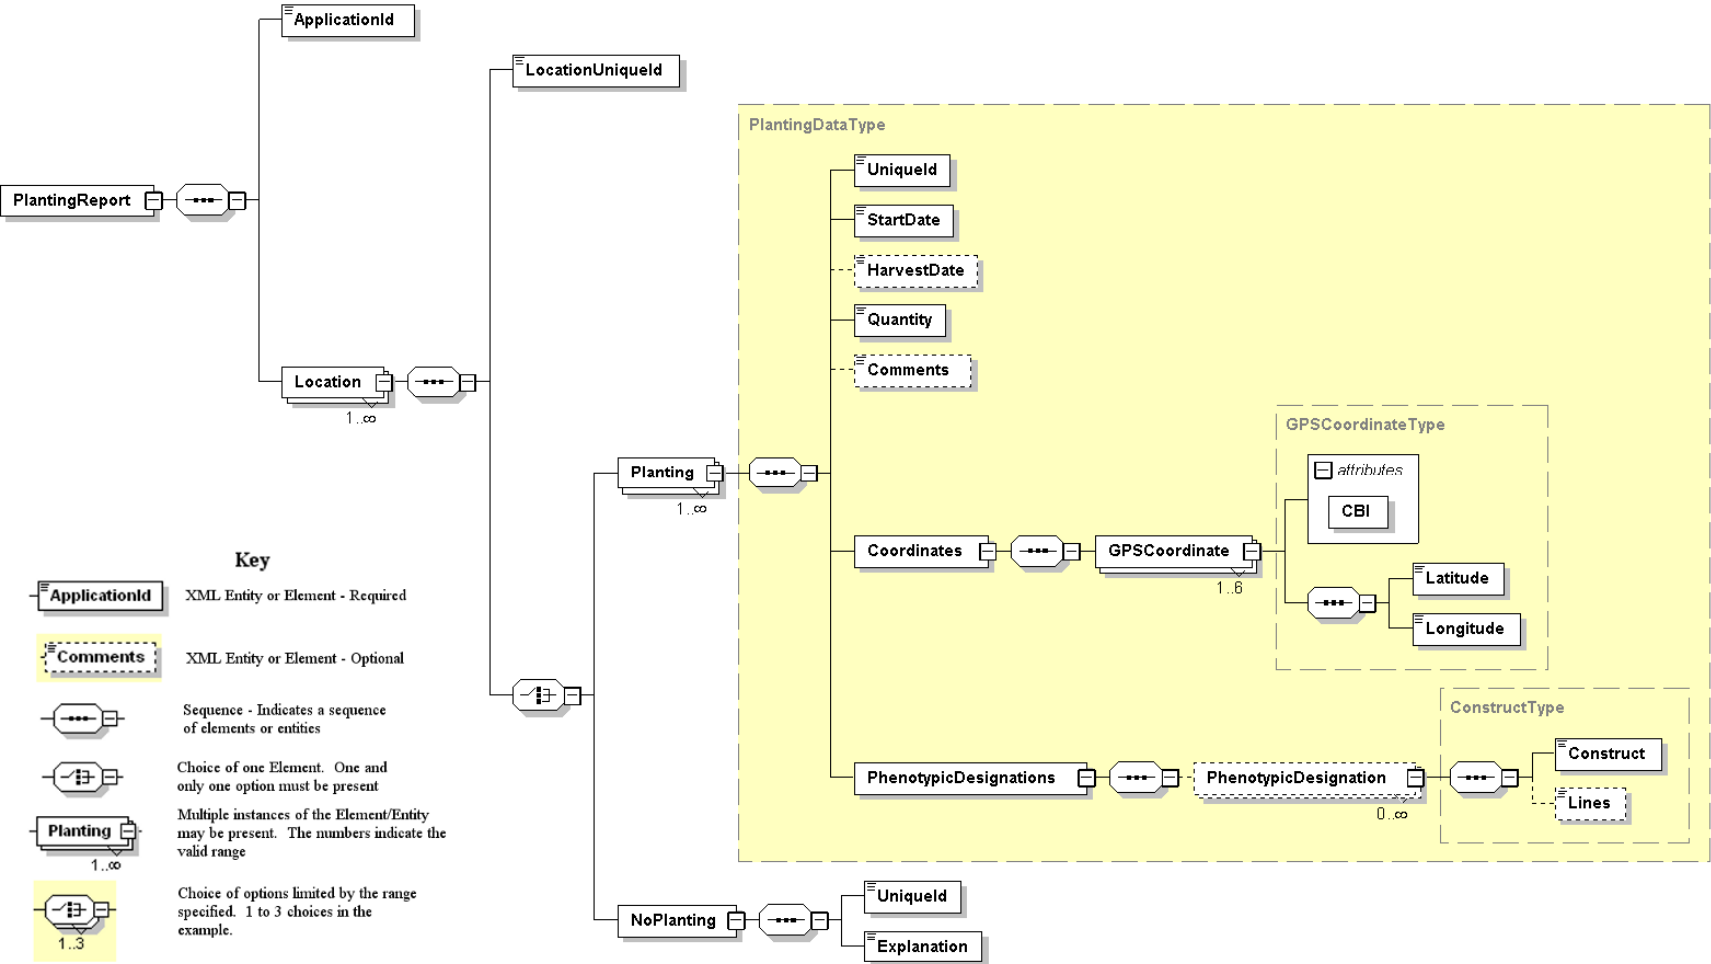 ApplicationId
LocationUniqueId
PlantingDataType
UniqueId
PlantingReport
StartDate
HarvestDate
Quantity
Comments
Location
1..∞
GPSCoordinateType
Planting
1..∞
attributes
CBI
Coordinates
GPSCoordinate
1..6
Latitude
Longitude
ConstructType
Construct
PhenotypicDesignations
PhenotypicDesignation
0..∞
Lines
UniqueId
NoPlanting
Explanation
Key
ApplicationId
XML Entity or Element - Required
Comments
XML Entity or Element - Optional
Sequence - Indicates a sequence
of elements or entities
Choice of one Element. One and
only one option must be present
Planting
1..∞
Multiple instances of the Element/Entity
may be present. The numbers indicate the
valid range
1..3
Choice of options limited by the range
specified. 1 to 3 choices in the
example.